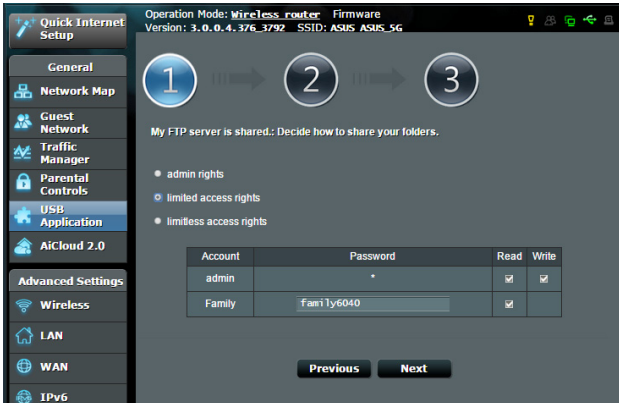 Quick Internet
Setup
Operation Mode: Wireless router Firmware
Version: 3.0.0.4.376_3792 SSID: ASUS ASUS_5G
General
Network Map
Guest
Network
Traffic
Manager
Parental
Controls
USB
Application
AiCloud 2.0
Advanced Settings
Wireless
LAN
WAN
IPv6
1 2 3
My FTP server is shared.: Decide how to share your folders.
admin rights
limited access rights
limitless access rights
Account Password Read Write
admin *
Family family6040
Previous Next